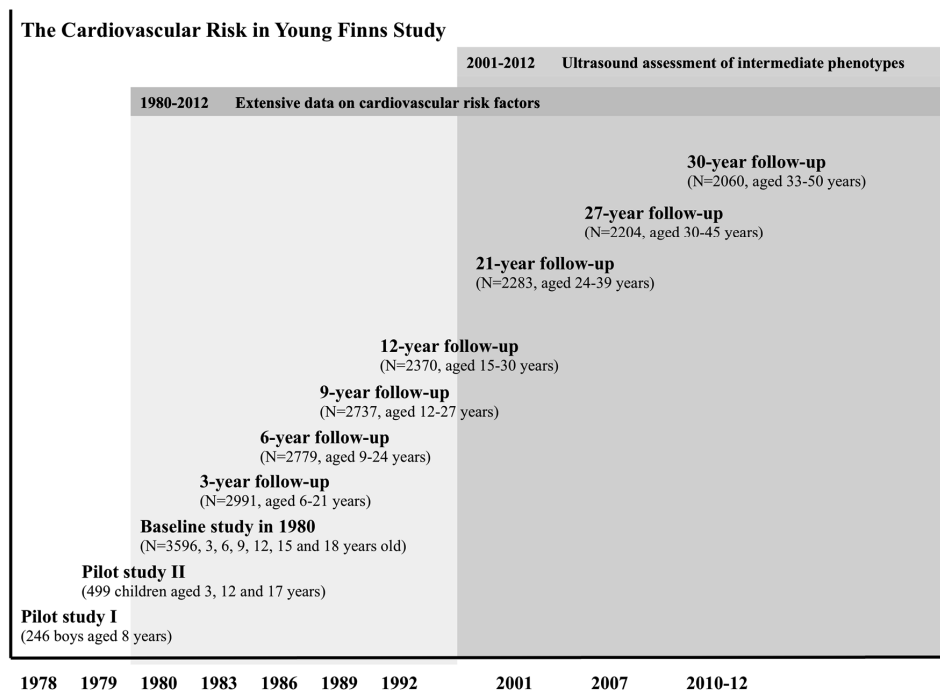 The Cardiovascular Risk in Young Finns Study
2001-2012 Ultrasound assessment of intermediate phenotypes
1980-2012 Extensive data on cardiovascular risk factors
30-year follow-up
(N=2060, aged 33-50 years)
27-year follow-up
(N=2204, aged 30-45 years)
21-year follow-up
(N=2283, aged 24-39 years)
12-year follow-up
(N=2370, aged 15-30 years)
9-year follow-up
(N=2737, aged 12-27 years)
6-year follow-up
(N=2779, aged 9-24 years)
3-year follow-up
(N=2991, aged 6-21 years)
Baseline study in 1980
(N=3596, 3, 6, 9, 12, 15 and 18 years old)
Pilot study II
(499 children aged 3, 12 and 17 years)
Pilot study I
(246 boys aged 8 years)
1978 1979 1980 1983 1986 1989 1992 2001 2007 2010-12